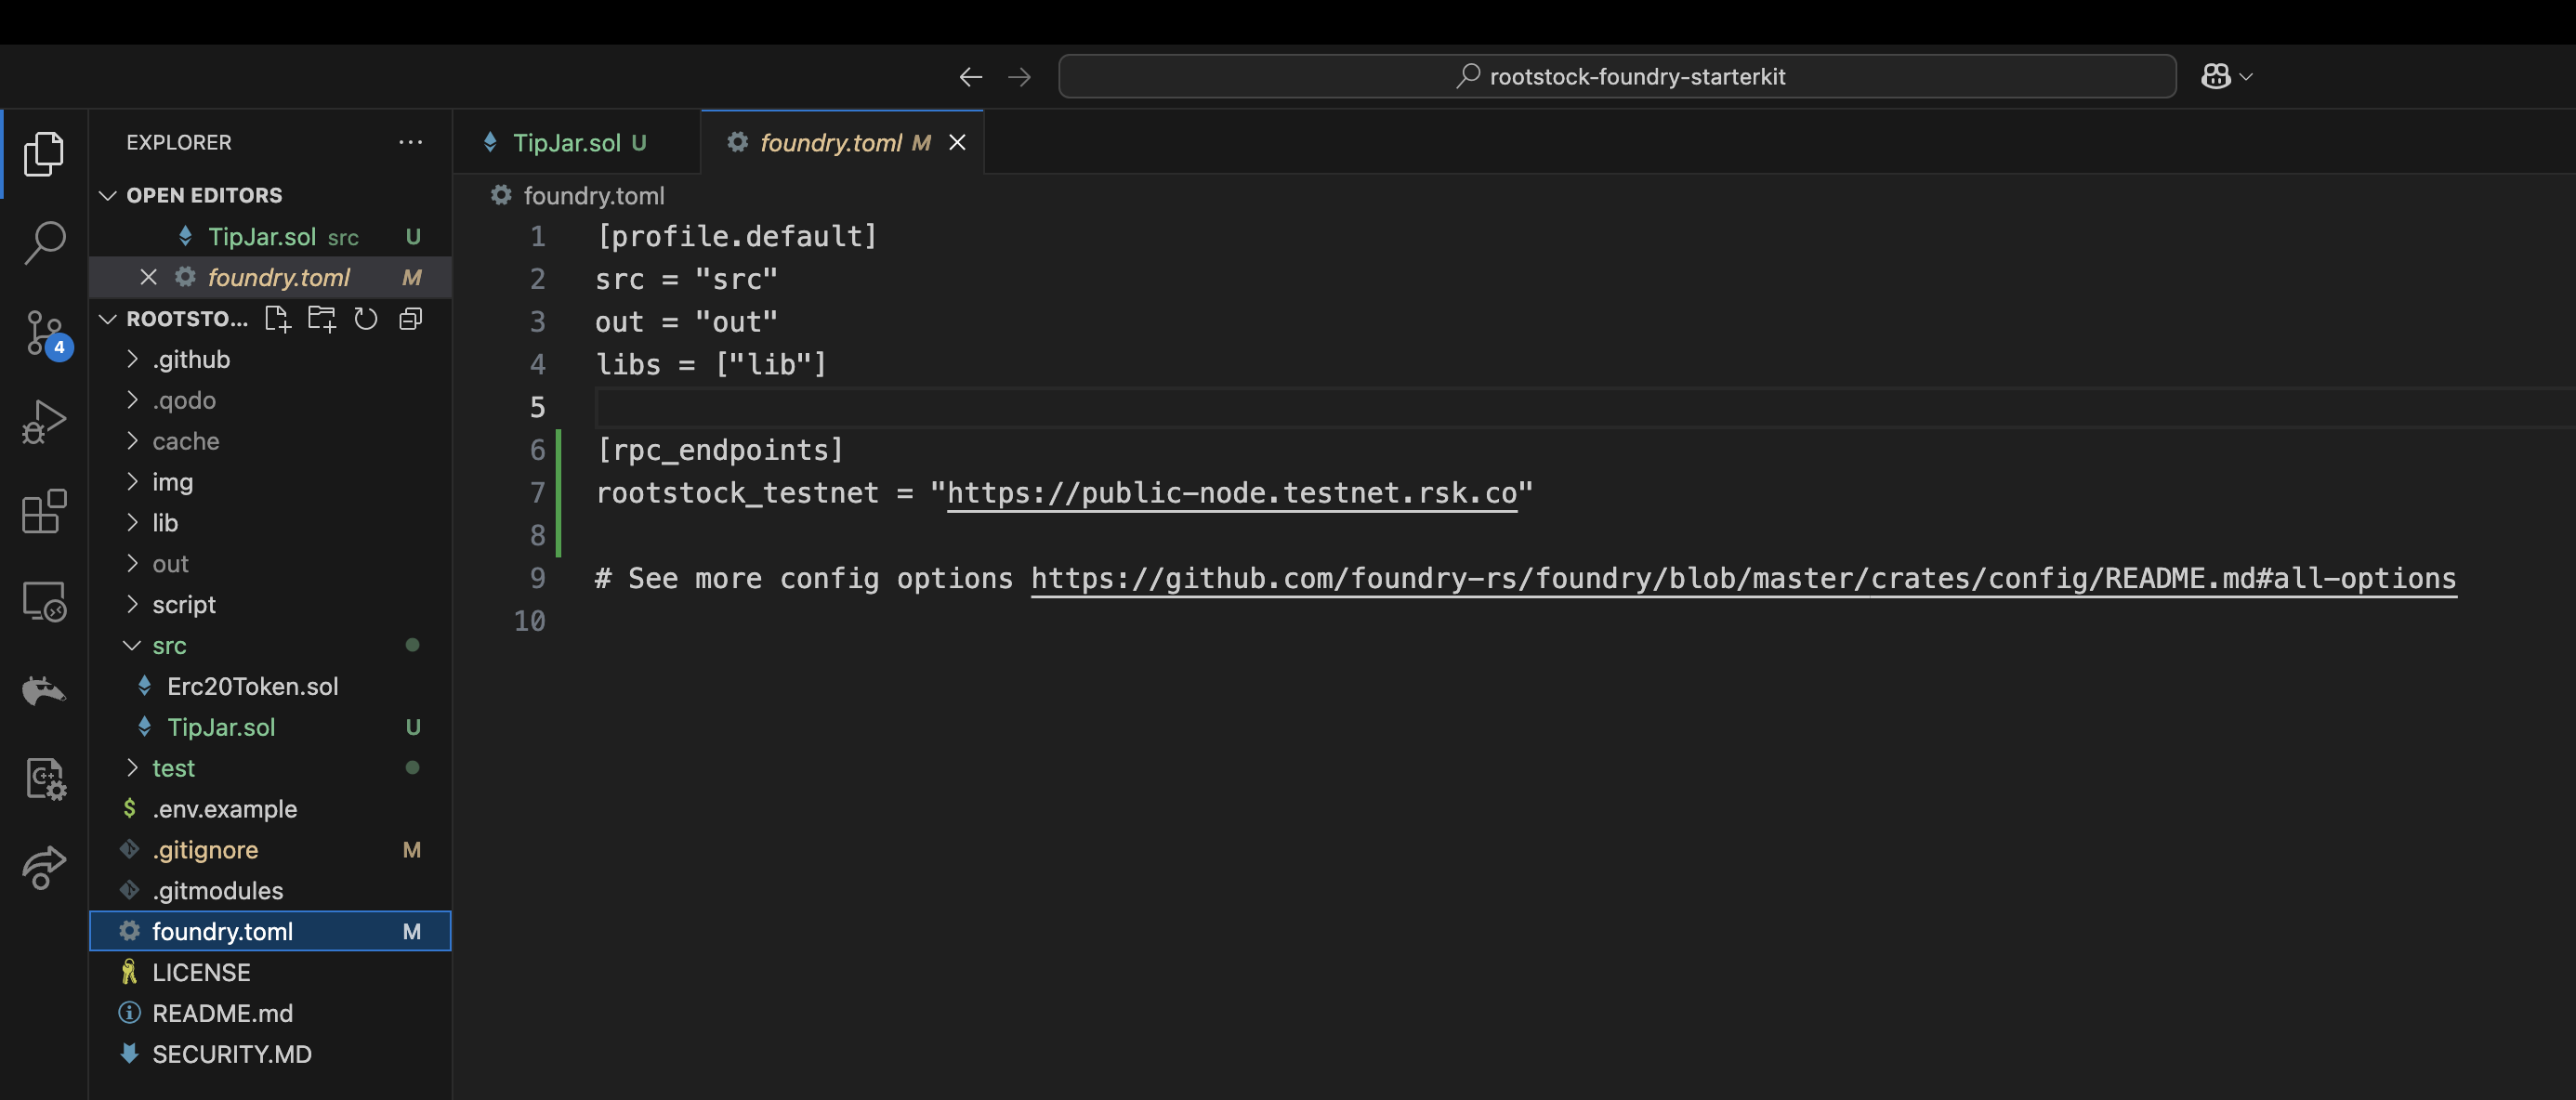 rootstock-foundry-starterkit
EXPLORER
TipJar.sol U
foundry.toml M
OPEN EDITORS
TipJar.sol src U
foundry.toml M
ROOTSTO...
.github
.qodo
cache
img
lib
out
script
src
Erc20Token.sol
TipJar.sol U
test
.env.example
.gitignore M
.gitmodules
foundry.toml M
LICENSE
README.md
SECURITY.MD
4
foundry.toml
1 [profile.default]
2 src = "src"
3 out = "out"
4 libs = ["lib"]
5
6 [rpc_endpoints]
7 rootstock_testnet = "https://public-node.testnet.rsk.co"
8
9 # See more config options https://github.com/foundry-rs/foundry/blob/master/crates/config/README.md#all-options
10